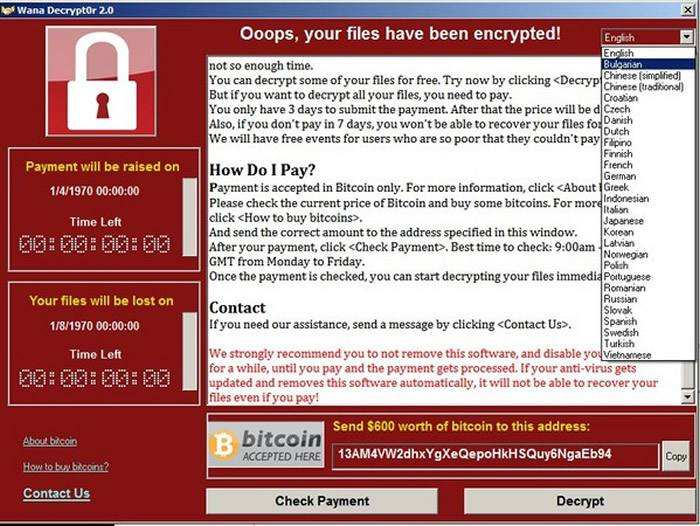 Wana Decrypt0r 2.0
Ooops, your files have been encrypted!
English
English
Bulgarian
Chinese (simplified)
Chinese (traditional)
Croatian
Czech
Danish
Dutch
Filipino
Finnish
French
German
Greek
Indonesian
Italian
Japanese
Korean
Latvian
Norwegian
Polish
Portuguese
Romanian
Russian
Slovak
Spanish
Swedish
Turkish
Vietnamese
Payment will be raised on
1/4/1970 00:00:00
Time Left
00:00:00:00
Your files will be lost on
1/8/1970 00:00:00
Time Left
00:00:00:00
not so enough time.
You can decrypt some of your files for free. Try now by clicking <Decryp
But if you want to decrypt all your files, you need to pay.
You only have 3 days to submit the payment. After that the price will be d
Also, if you don't pay in 7 days, you won't be able to recover your files for
We will have free events for users who are so poor that they couldn't pay
How Do I Pay?
Payment is accepted in Bitcoin only. For more information, click <About b
Please check the current price of Bitcoin and buy some bitcoins. For more
click <How to buy bitcoins>.
And send the correct amount to the address specified in this window.
After your payment, click <Check Payment>. Best time to check: 9:00am -
GMT from Monday to Friday.
Once the payment is checked, you can start decrypting your files immedia
Contact
If you need our assistance, send a message by clicking <Contact Us>.
We strongly recommend you to not remove this software, and disable you
for a while, until you pay and the payment gets processed. If your anti-virus gets
updated and removes this software automatically, it will not be able to recover your
files even if you pay!
About bitcoin
How to buy bitcoins?
Contact Us
bitcoin
ACCEPTED HERE
Send $600 worth of bitcoin to this address:
13AM4VW2dhxYgXeQepoHkHSQuy6NgaEb94
Copy
Check Payment
Decrypt